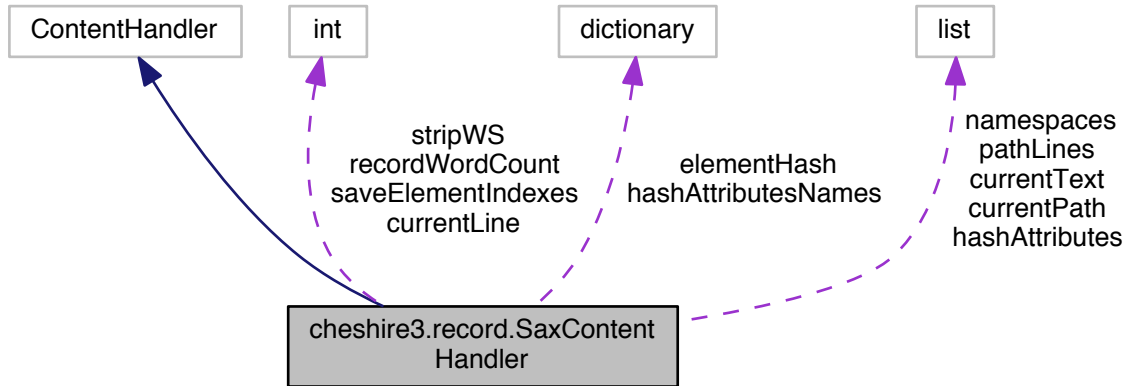 ContentHandler
int
dictionary
list
stripWS
recordWordCount
saveElementIndexes
currentLine
elementHash
hashAttributesNames
namespaces
pathLines
currentText
currentPath
hashAttributes
cheshire3.record.SaxContent
Handler